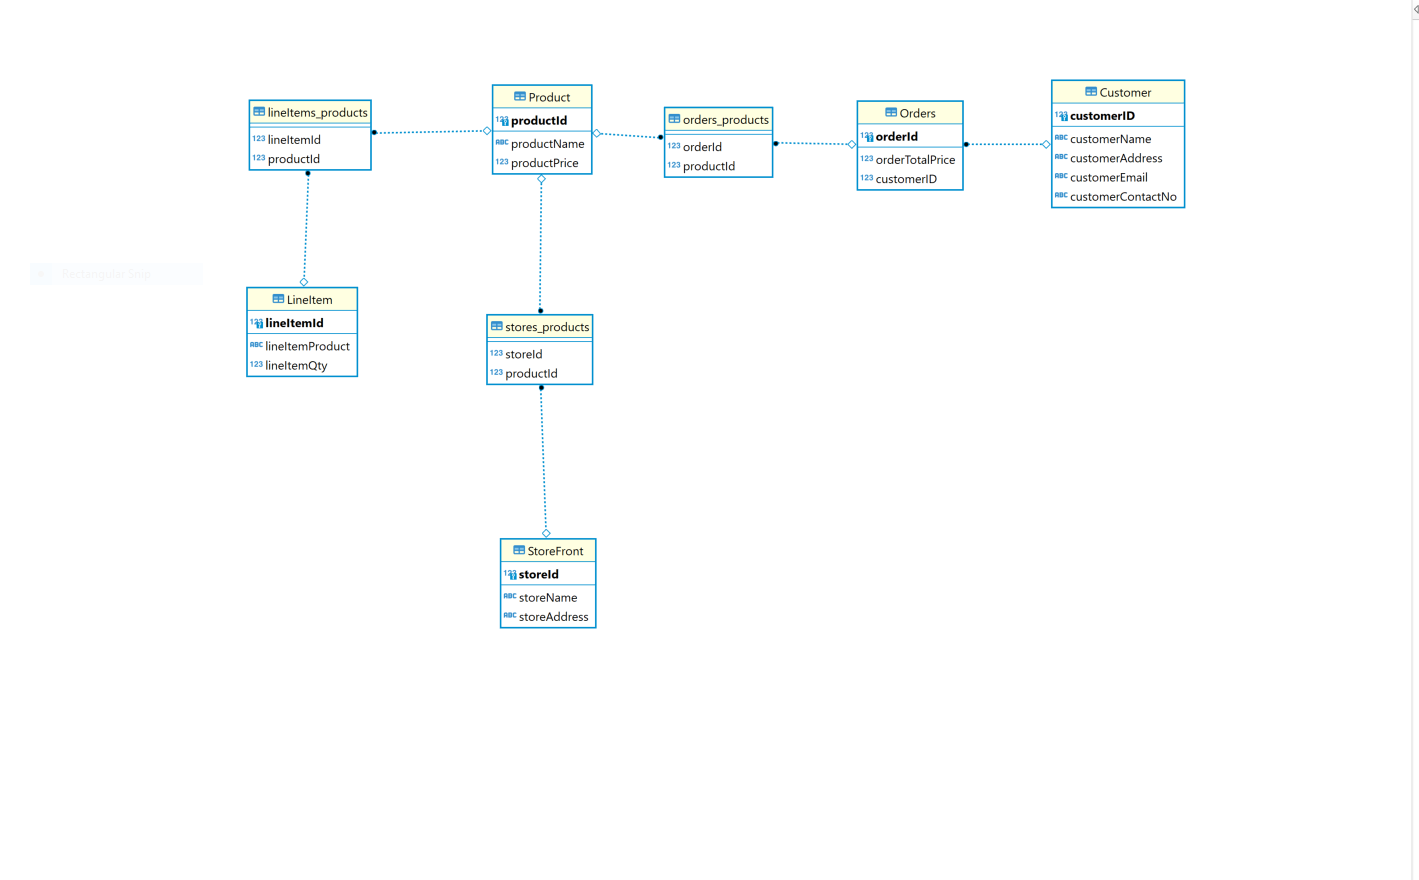 lineItems_products
123 lineItemId
123 productId
Product
123 productId
ABC productName
123 productPrice
orders_products
123 orderId
123 productId
Orders
123 orderId
123 orderTotalPrice
123 customerID
Customer
123 customerID
ABC customerName
ABC customerAddress
ABC customerEmail
ABC customerContactNo
Rectangular Snip
LineItem
123 lineItemId
ABC lineItemProduct
123 lineItemQty
stores_products
123 storeId
123 productId
StoreFront
123 storeId
ABC storeName
ABC storeAddress